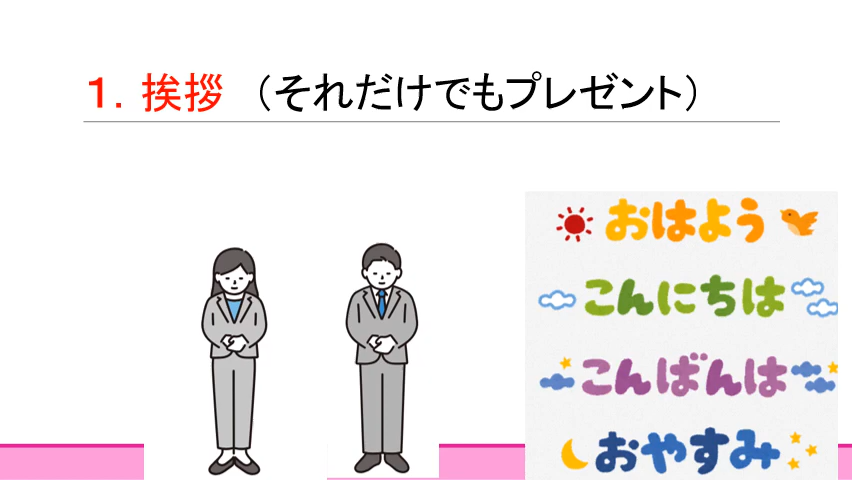 1. 挨拶 （それだけでもプレゼント）
おはよう
こんにちは
こんばんは
おやすみ